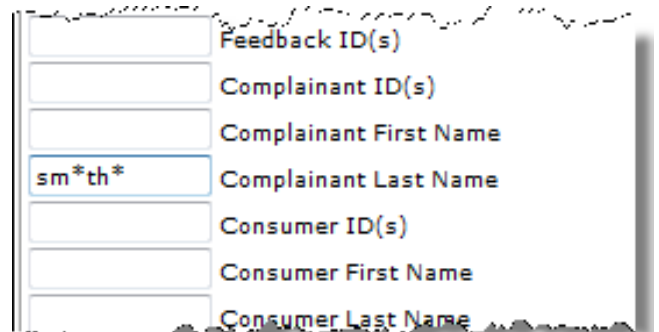 Feedback ID(s)
Complainant ID(s)
Complainant First Name
sm*th* Complainant Last Name
Consumer ID(s)
Consumer First Name
Consumer Last Name